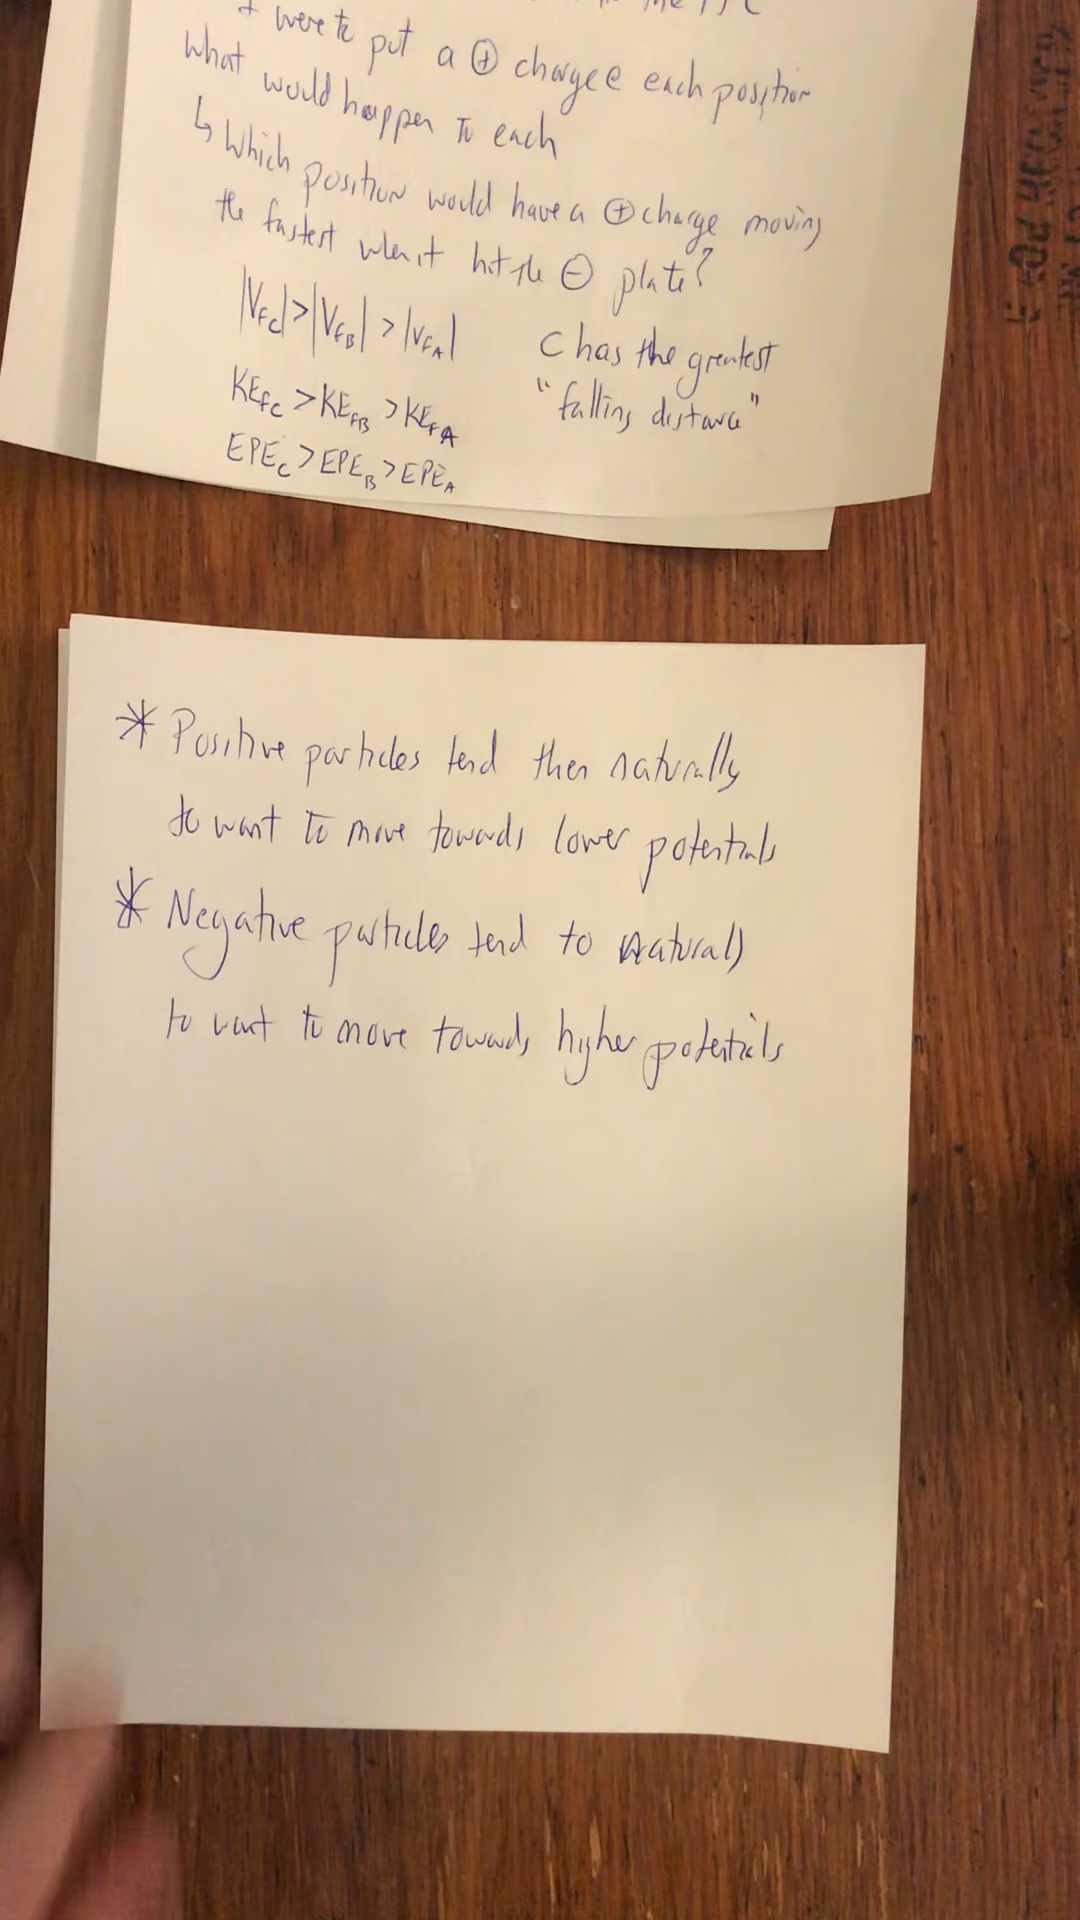 I were to put a ⊕ charge @ each position
What would happen to each
↳ Which position would have a ⊕ charge moving
the fastest when it hit the ⊖ plate?
|V_fC| > |V_fB| > |V_fA|
KE_fC > KE_fB > KE_fA
EPE_C > EPE_B > EPE_A
C has the greatest
"falling distance"
* Positive particles tend then naturally
to want to move towards lower potentials
* Negative particles tend to natural)
to want to move towards higher potentials